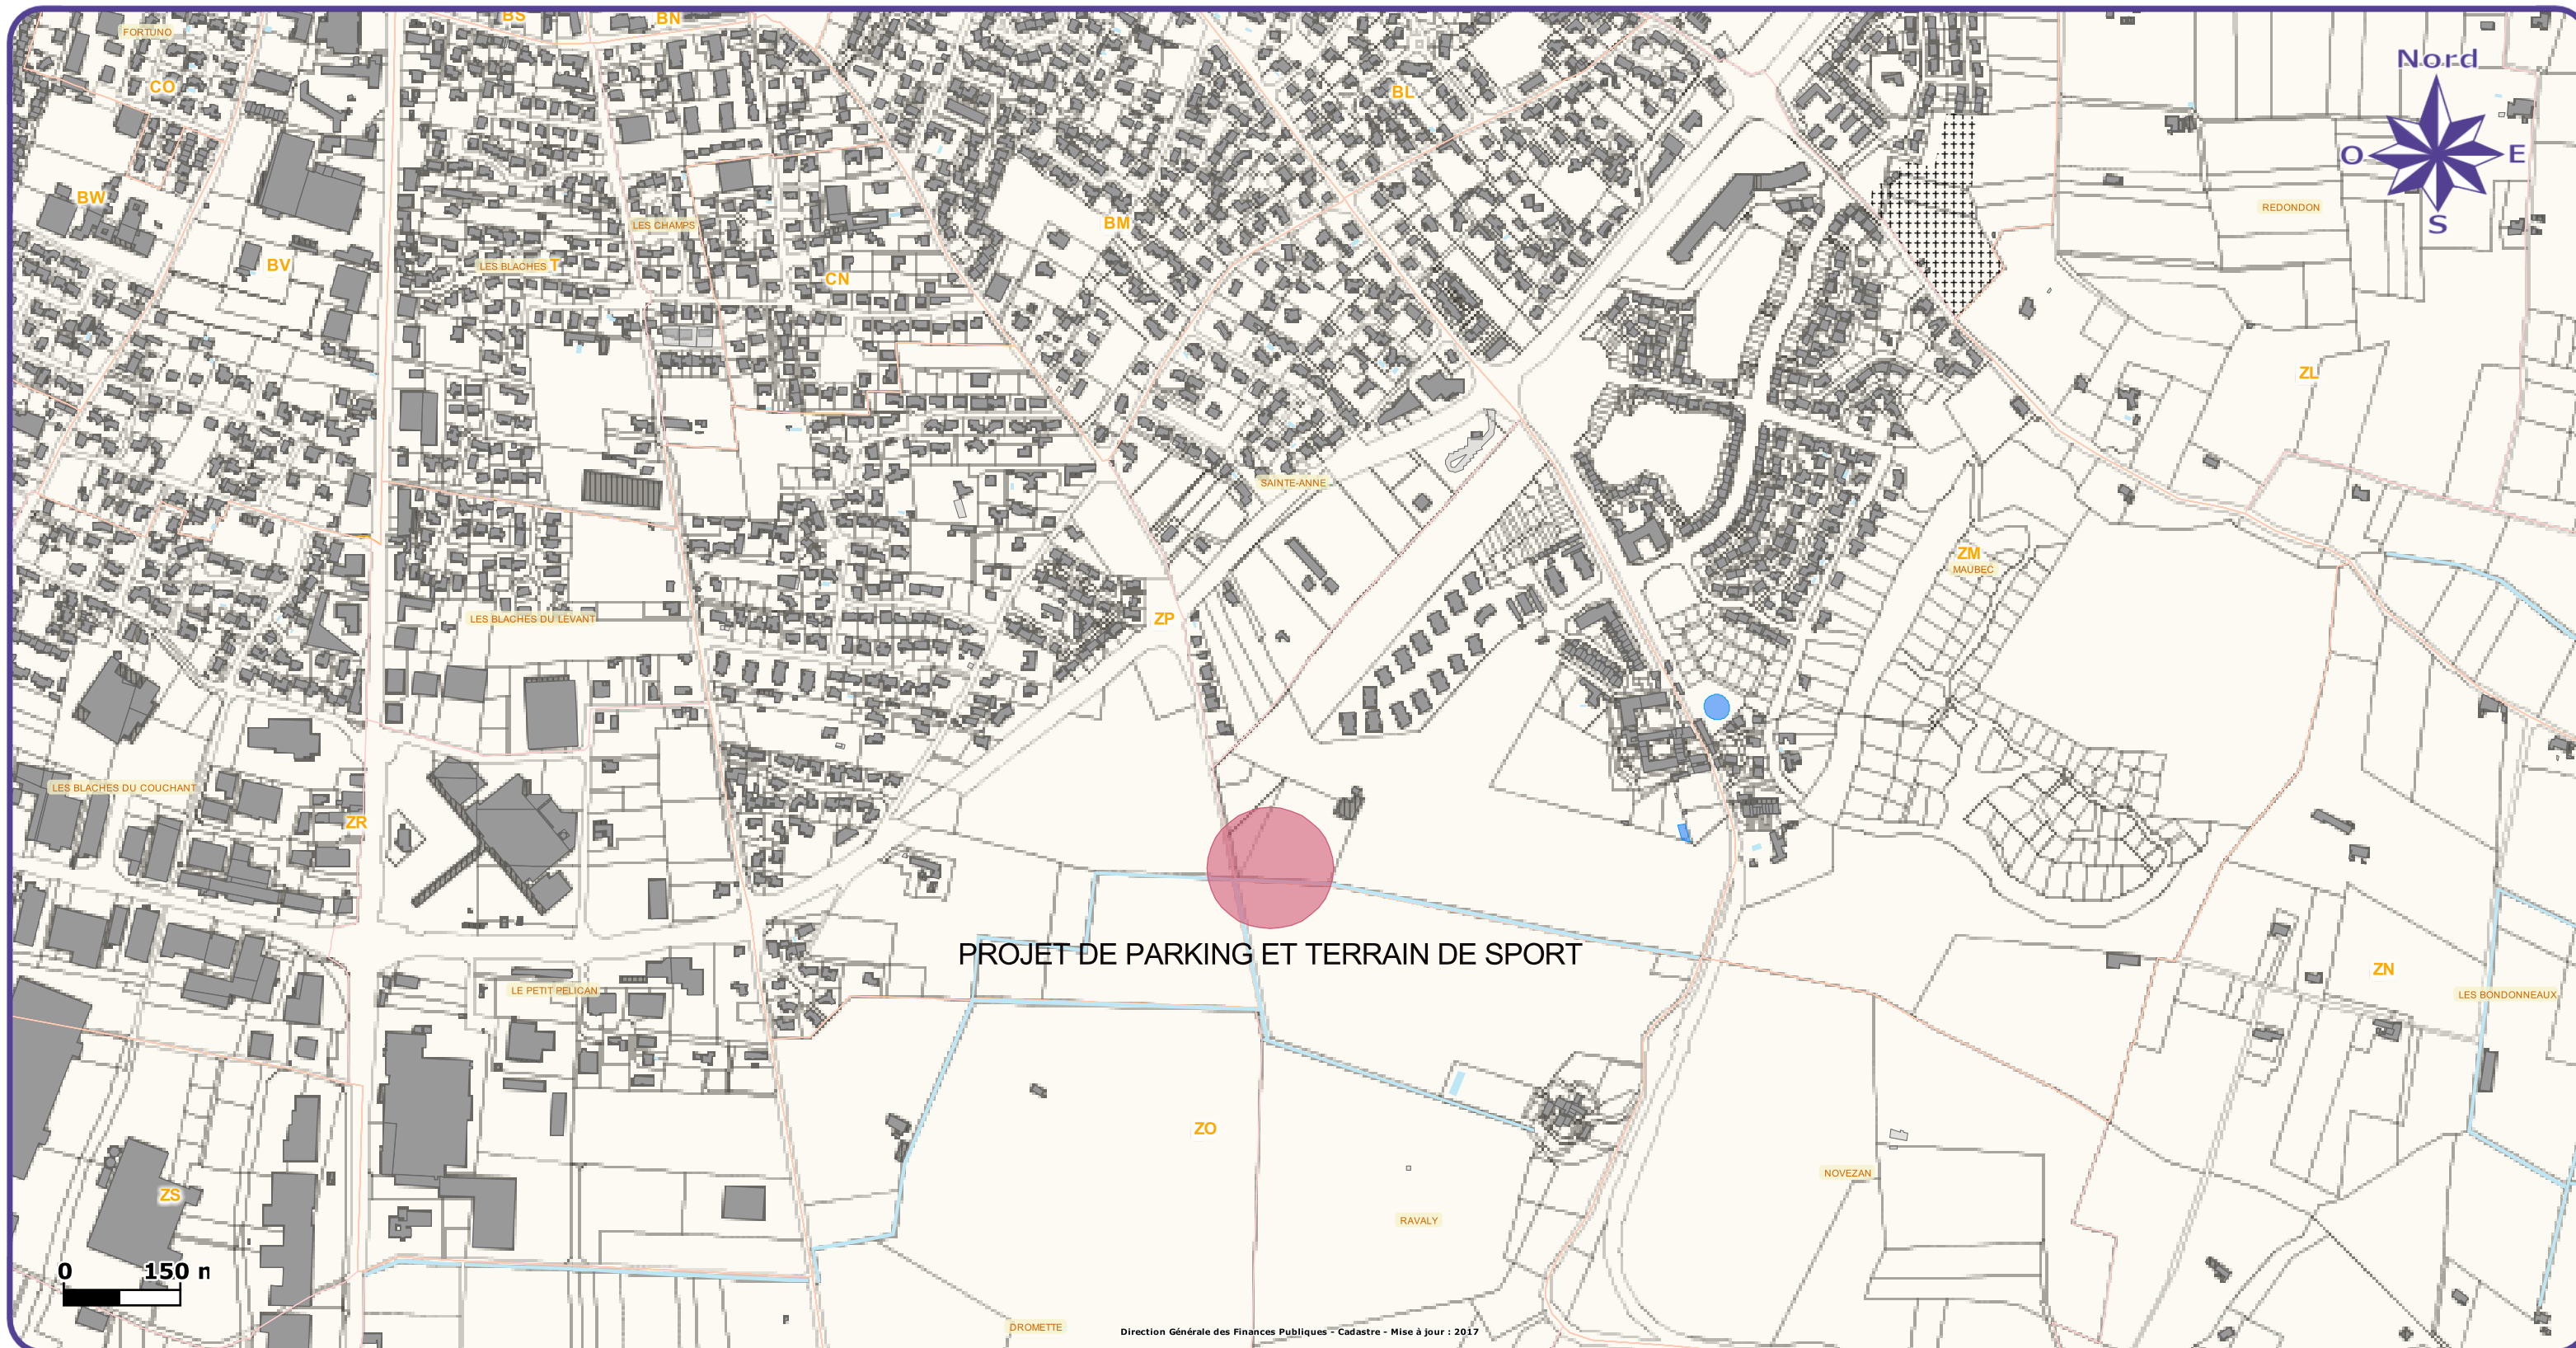 BS
BN
FORTUNO
CO
BL
Nord
O
E
S
BW
REDONDON
LES CHAMPS
BM
BV
LES BLACHES T
CN
ZL
SAINTE-ANNE
ZM
MAUBEC
LES BLACHES DU LEVANT
ZP
LES BLACHES DU COUCHANT
ZR
PROJET DE PARKING ET TERRAIN DE SPORT
ZN
LE PETIT PELICAN
LES BONDONNEAUX
ZO
NOVEZAN
ZS
RAVALY
0 150 m
DROMETTE
Direction Générale des Finances Publiques - Cadastre - Mise à jour : 2017